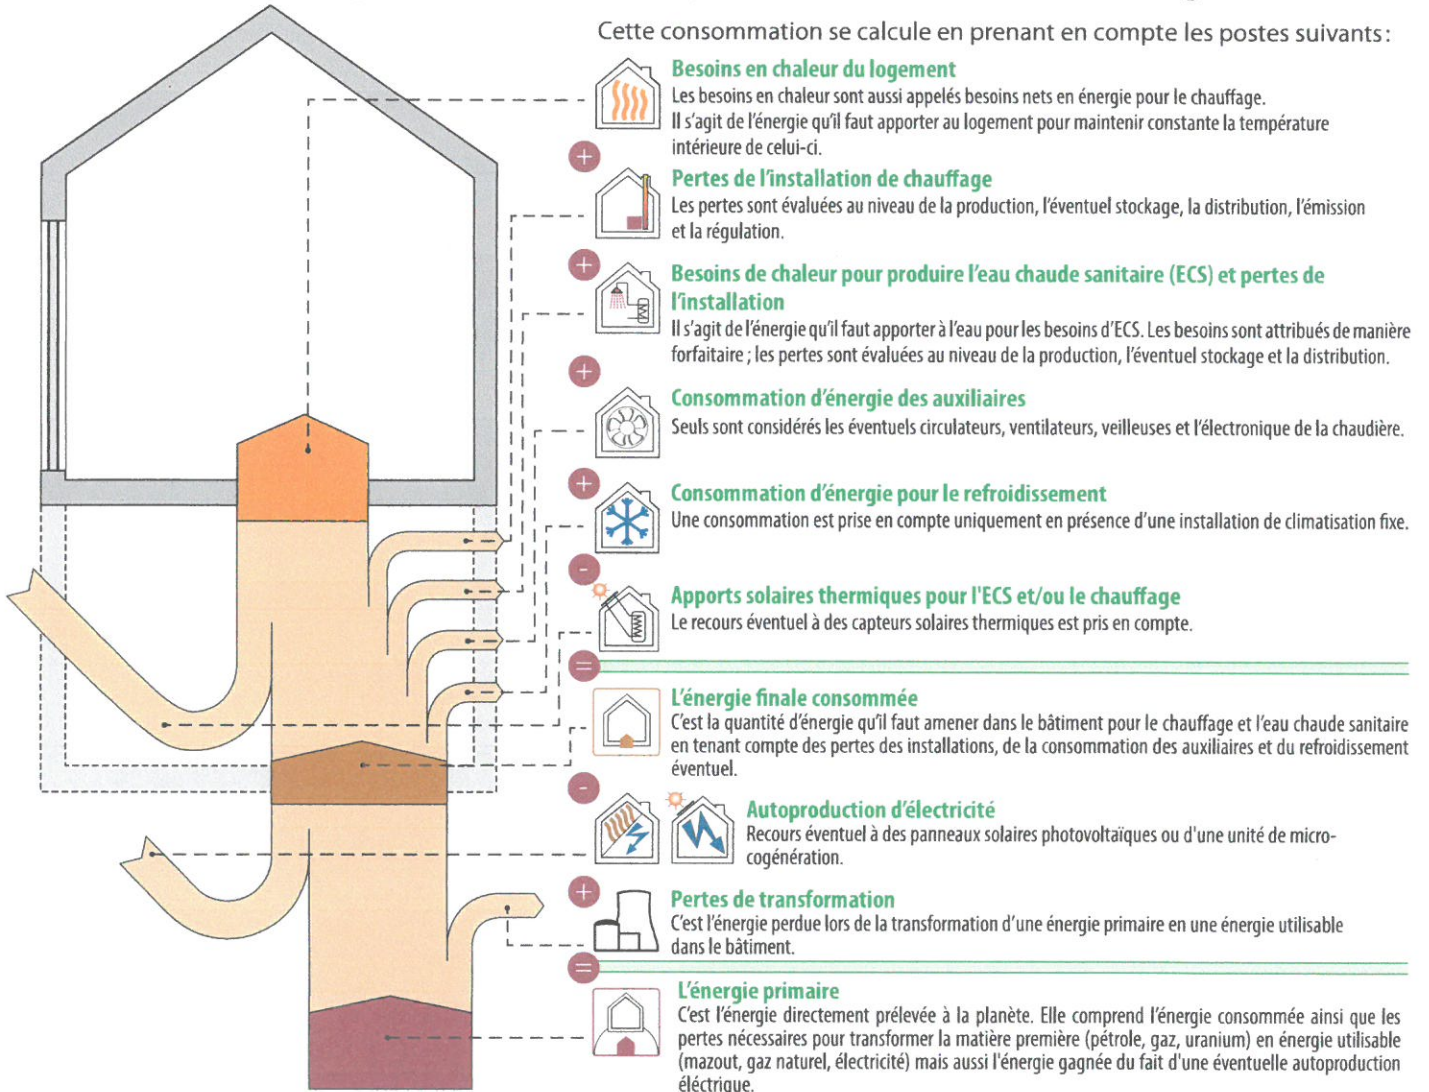 Cette consommation se calcule en prenant en compte les postes suivants :
Besoins en chaleur du logement
Les besoins en chaleur sont aussi appelés besoins nets en énergie pour le chauffage.
Il s'agit de l'énergie qu'il faut apporter au logement pour maintenir constante la température
intérieure de celui-ci.
+
Pertes de l'installation de chauffage
Les pertes sont évaluées au niveau de la production, l'éventuel stockage, la distribution, l'émission
et la régulation.
+
Besoins de chaleur pour produire l'eau chaude sanitaire (ECS) et pertes de
l'installation
Il s'agit de l'énergie qu'il faut apporter à l'eau pour les besoins d'ECS. Les besoins sont attribués de manière
forfaitaire ; les pertes sont évaluées au niveau de la production, l'éventuel stockage et la distribution.
+
Consommation d'énergie des auxiliaires
Seuls sont considérés les éventuels circulateurs, ventilateurs, veilleuses et l'électronique de la chaudière.
+
Consommation d'énergie pour le refroidissement
Une consommation est prise en compte uniquement en présence d'une installation de climatisation fixe.
-
Apports solaires thermiques pour l'ECS et/ou le chauffage
Le recours éventuel à des capteurs solaires thermiques est pris en compte.
=
L'énergie finale consommée
C'est la quantité d'énergie qu'il faut amener dans le bâtiment pour le chauffage et l'eau chaude sanitaire
en tenant compte des pertes des installations, de la consommation des auxiliaires et du refroidissement
éventuel.
-
Autoproduction d'électricité
Recours éventuel à des panneaux solaires photovoltaïques ou d'une unité de micro-
cogénération.
+
Pertes de transformation
C'est l'énergie perdue lors de la transformation d'une énergie primaire en une énergie utilisable
dans le bâtiment.
=
L'énergie primaire
C'est l'énergie directement prélevée à la planète. Elle comprend l'énergie consommée ainsi que les
pertes nécessaires pour transformer la matière première (pétrole, gaz, uranium) en énergie utilisable
(mazout, gaz naturel, électricité) mais aussi l'énergie gagnée du fait d'une éventuelle autoproduction
éléctrique.